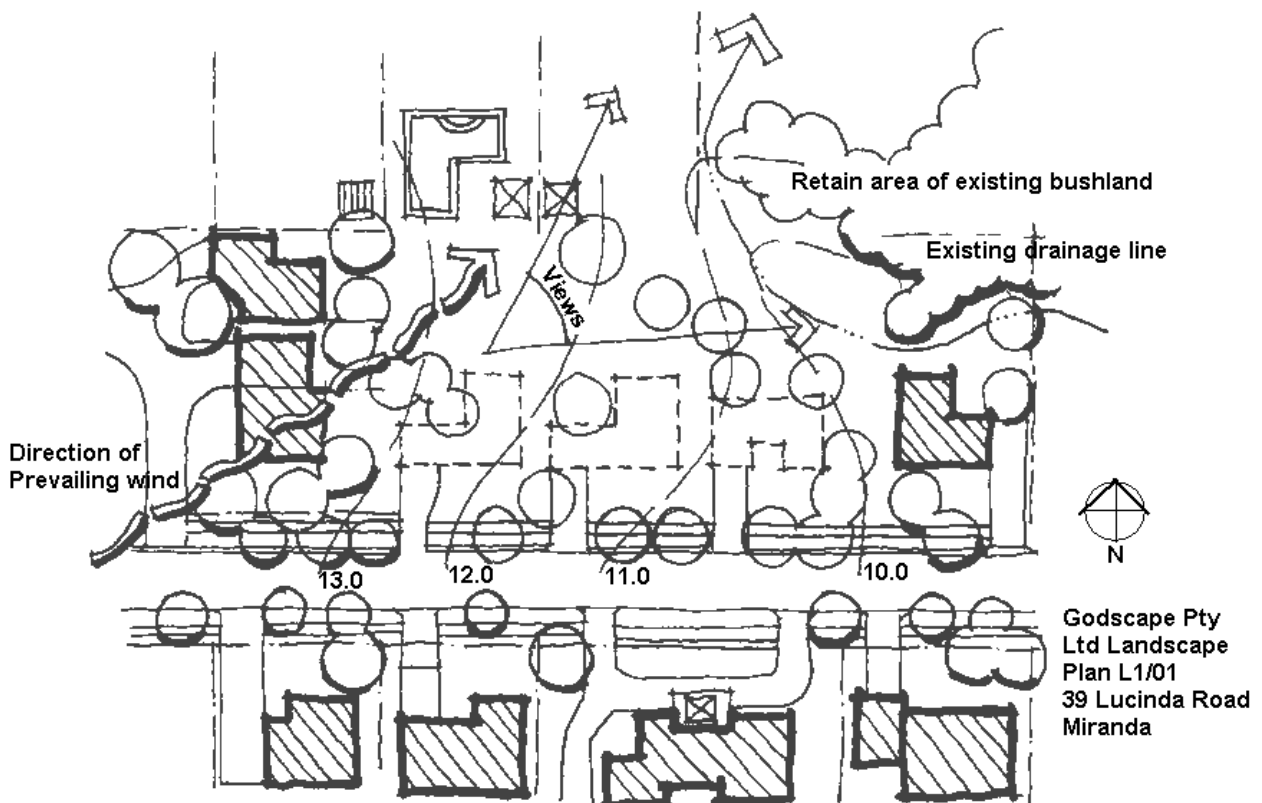 Retain area of existing bushland
Existing drainage line
Views
Direction of
Prevailing wind
13.0
12.0
11.0
10.0
N
Godscape Pty
Ltd Landscape
Plan L1/01
39 Lucinda Road
Miranda